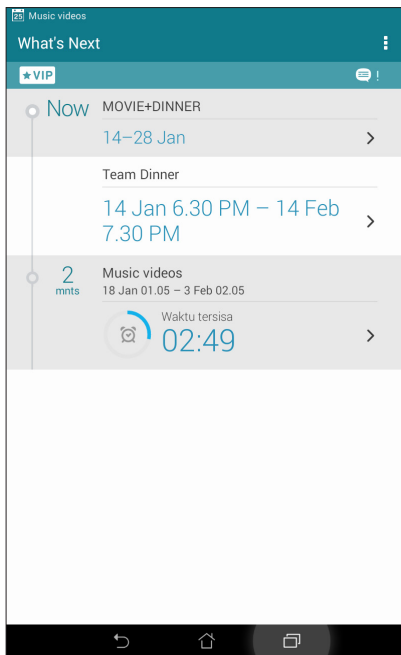 25 Music videos
What's Next
★VIP !
Now MOVIE+DINNER
14–28 Jan
Team Dinner
14 Jan 6.30 PM – 14 Feb
7.30 PM
2 Music videos
mnts 18 Jan 01.05 – 3 Feb 02.05
Waktu tersisa
02:49